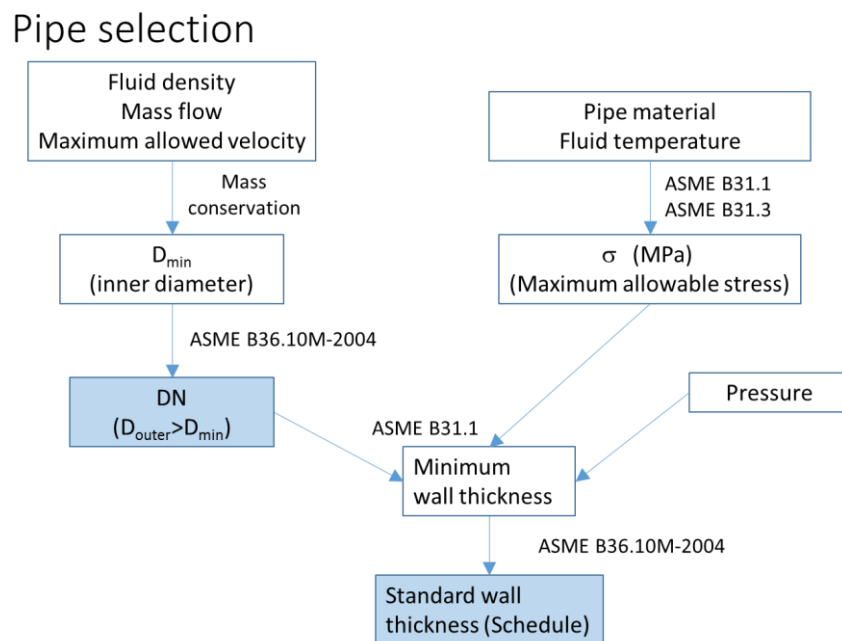 Pipe selection
Fluid density
Mass flow
Maximum allowed velocity
Pipe material
Fluid temperature
Mass
conservation
ASME B31.1
ASME B31.3
Dmin
(inner diameter)
σ (MPa)
(Maximum allowable stress)
ASME B36.10M-2004
DN
(Douter>Dmin)
Pressure
ASME B31.1
Minimum
wall thickness
ASME B36.10M-2004
Standard wall
thickness (Schedule)